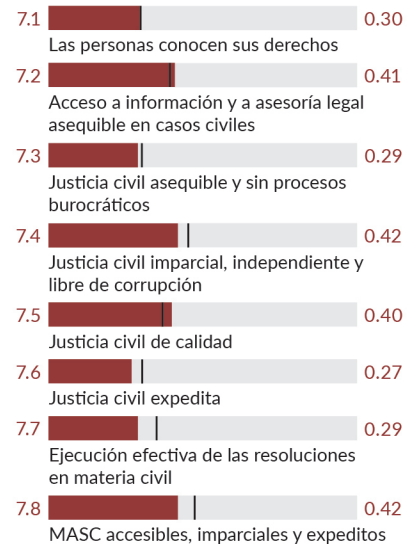 7.1 0.30
Las personas conocen sus derechos
7.2 0.41
Acceso a información y a asesoría legal
asequible en casos civiles
7.3 0.29
Justicia civil asequible y sin procesos
burocráticos
7.4 0.42
Justicia civil imparcial, independiente y
libre de corrupción
7.5 0.40
Justicia civil de calidad
7.6 0.27
Justicia civil expedita
7.7 0.29
Ejecución efectiva de las resoluciones
en materia civil
7.8 0.42
MASC accesibles, imparciales y expeditos